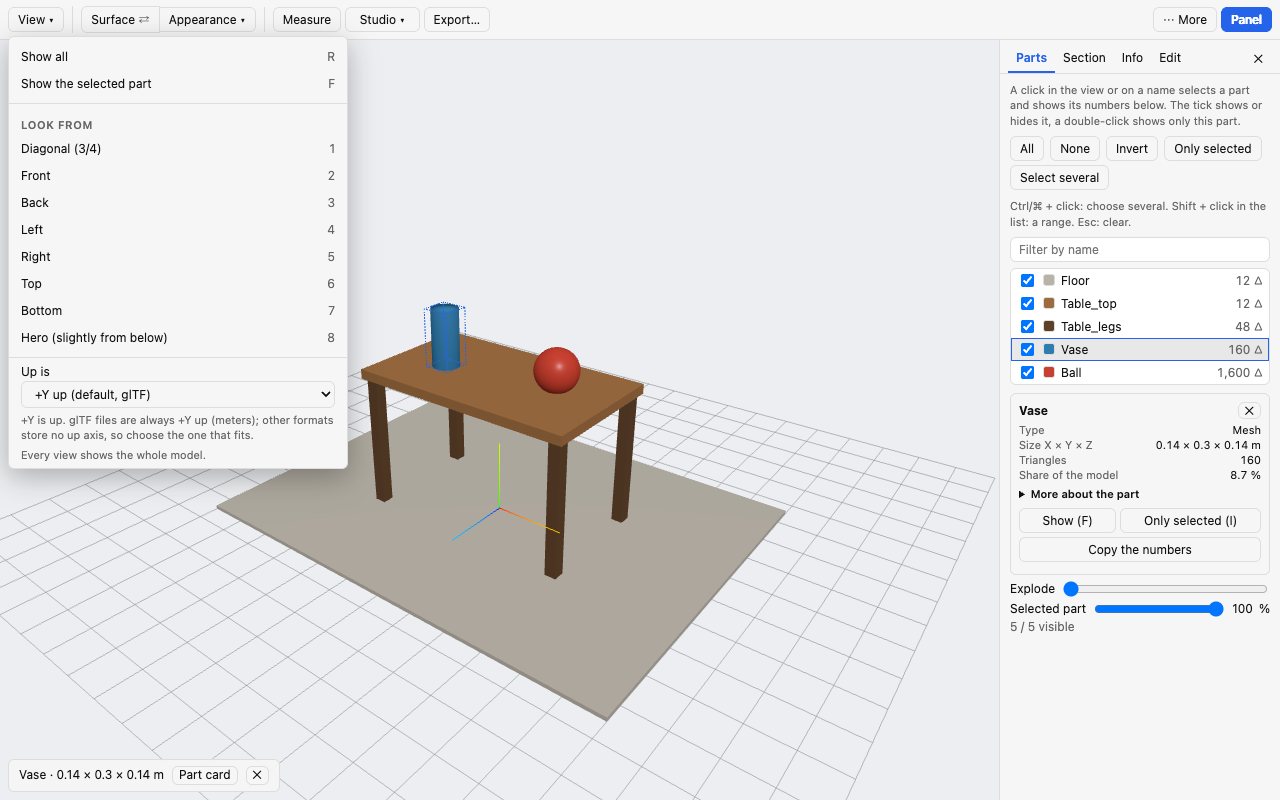 View ▾
Surface ⇄
Appearance ▾
Measure
Studio ▾
Export...
··· More
Panel
Show all R
Show the selected part F
LOOK FROM
Diagonal (3/4) 1
Front 2
Back 3
Left 4
Right 5
Top 6
Bottom 7
Hero (slightly from below) 8
Up is
+Y up (default, glTF)
+Y is up. glTF files are always +Y up (meters); other formats
store no up axis, so choose the one that fits.
Every view shows the whole model.
Vase · 0.14 × 0.3 × 0.14 m
Part card
Parts
Section
Info
Edit
A click in the view or on a name selects a part
and shows its numbers below. The tick shows or
hides it, a double-click shows only this part.
All
None
Invert
Only selected
Select several
Ctrl/⌘ + click: choose several. Shift + click in the
list: a range. Esc: clear.
Filter by name
Floor 12 Δ
Table_top 12 Δ
Table_legs 48 Δ
Vase 160 Δ
Ball 1,600 Δ
Vase
Type Mesh
Size X × Y × Z 0.14 × 0.3 × 0.14 m
Triangles 160
Share of the model 8.7 %
More about the part
Show (F)
Only selected (I)
Copy the numbers
Explode
Selected part 100 %
5 / 5 visible